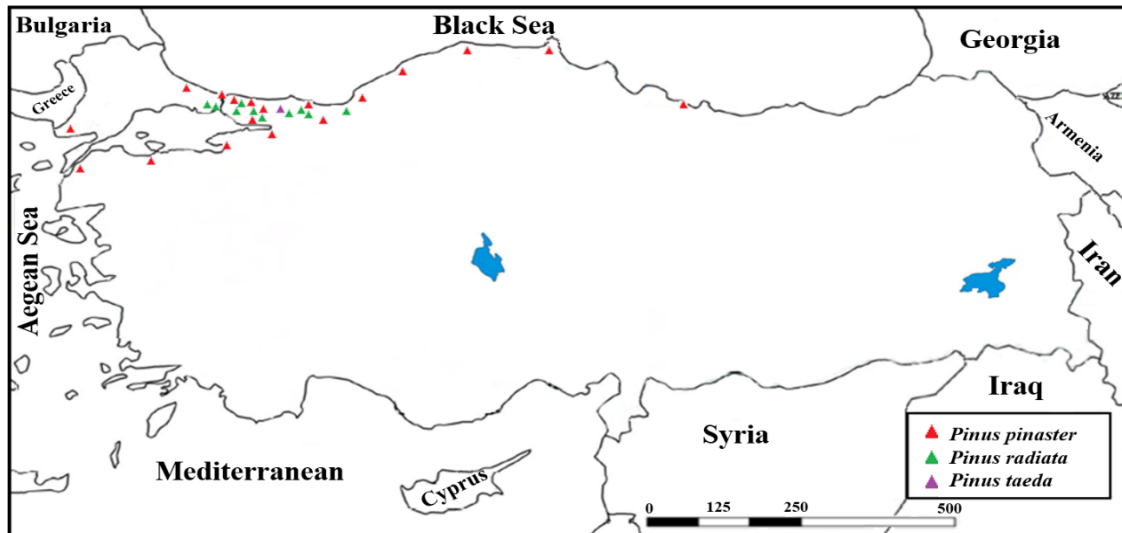 Bulgaria
Black Sea
Georgia
Greece
Armenia
Aegean Sea
Iran
Iraq
Syria
Mediterranean
Cyprus
Pinus pinaster
Pinus radiata
Pinus taeda
0 125 250 500